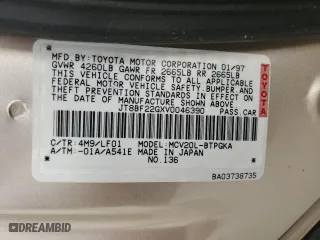 MFD.BY:TOYOTA MOTOR CORPORATION 01/97
GVWR 4260LB GAWR FR 2665LB RR 2665LB
THIS VEHICLE CONFORMS TO ALL APPLICABLE
FEDERAL MOTOR VEHICLE SAFETY, BUMPER, AND
THEFT PREVENTION STANDARDS IN EFFECT ON
THE DATE OF MANUFACTURE SHOWN ABOVE.
JT8BF22GXV0046390 PASS.CAR
TOYOTA TOYOTA
C/TR:4M9/LF01 MODEL:MCV20L-BTPGKA
A/TM:-01A/A541E MADE IN JAPAN
NO.136
BA03738735